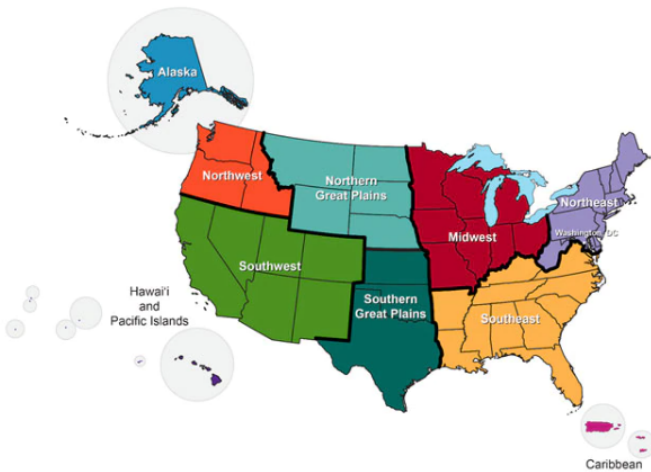 Alaska
Northwest
Northern
Great Plains
Northeast
Washington, DC
Midwest
Southwest
Hawai'i
and
Pacific Islands
Southern
Great Plains
Southeast
Caribbean